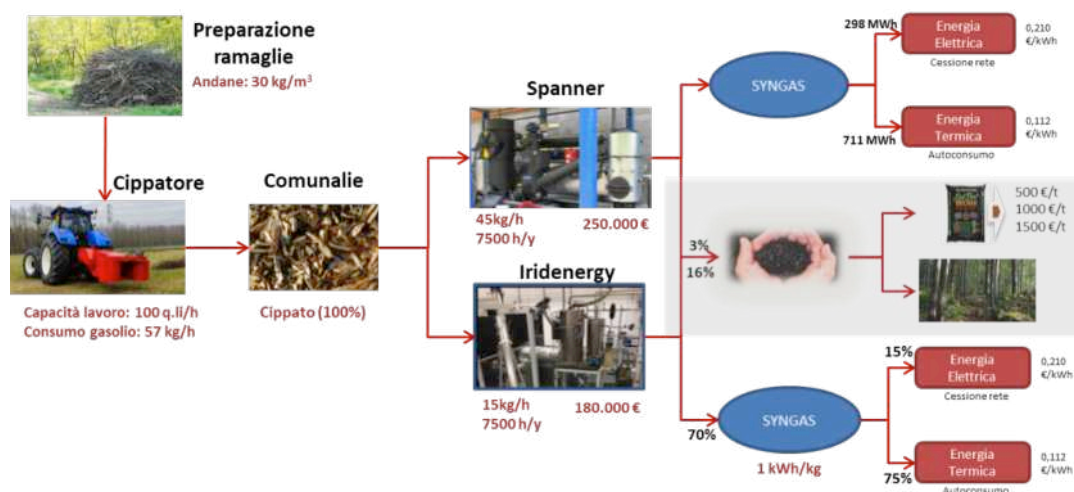 Preparazione
ramaglie
Andane: 30 kg/m³
Cippatore
Capacità lavoro: 100 q.li/h
Consumo gasolio: 57 kg/h
Comunalie
Cippato (100%)
Spanner
45kg/h
7500 h/y
250.000 €
Iridenergy
15kg/h
7500 h/y
180.000 €
SYNGAS
298 MWh
Energia
Elettrica
Cessione rete
0,210
€/kWh
711 MWh
Energia
Termica
Autoconsumo
0,112
€/kWh
3%
16%
500 €/t
1000 €/t
1500 €/t
70%
SYNGAS
1 kWh/kg
15%
Energia
Elettrica
Cessione rete
0,210
€/kWh
75%
Energia
Termica
Autoconsumo
0,112
€/kWh